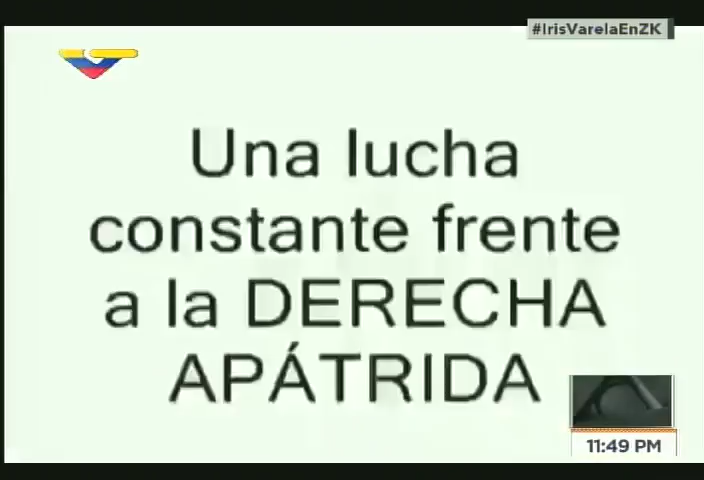 #IrisVarelaEnZK
Una lucha
constante frente
a la DERECHA
APÁTRIDA
11:49 PM